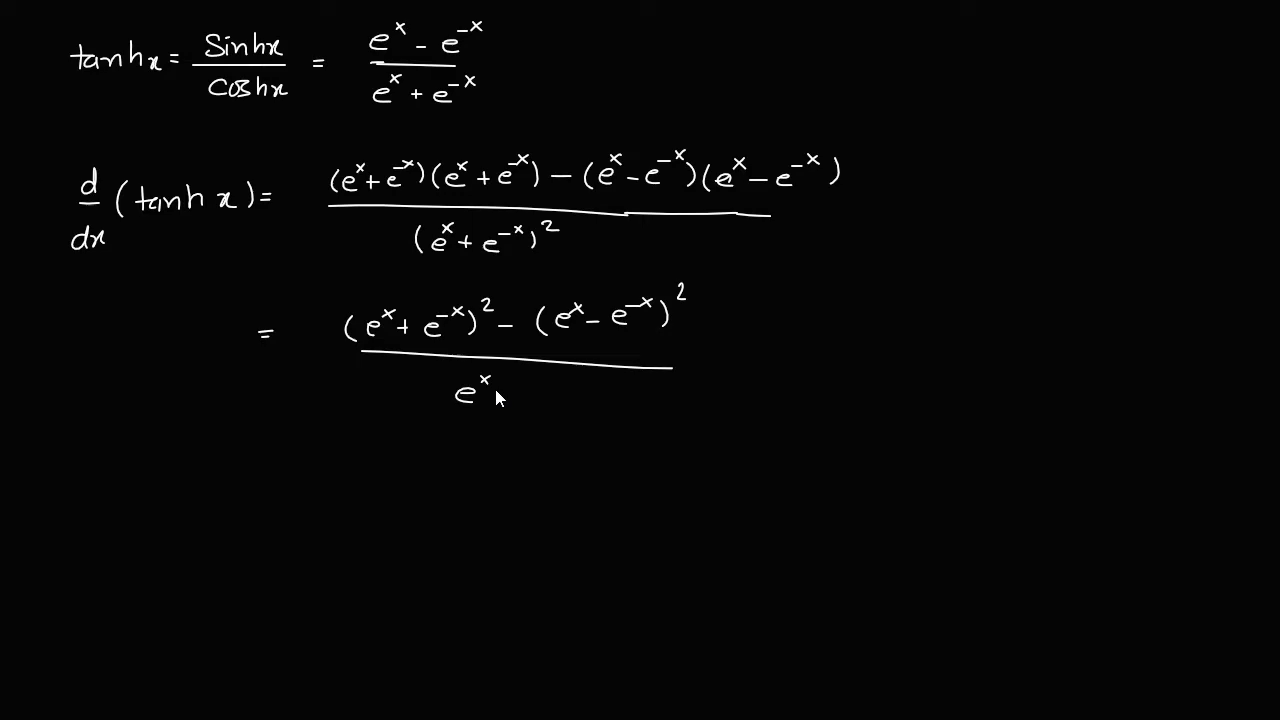 tanhx = sinhx / coshx = (e^x - e^-x) / (e^x + e^-x)
d/dx (tanh x) = ((e^x + e^-x)(e^x + e^-x) - (e^x - e^-x)(e^x - e^-x)) / (e^x + e^-x)^2
= ((e^x + e^-x)^2 - (e^x - e^-x)^2) / e^x